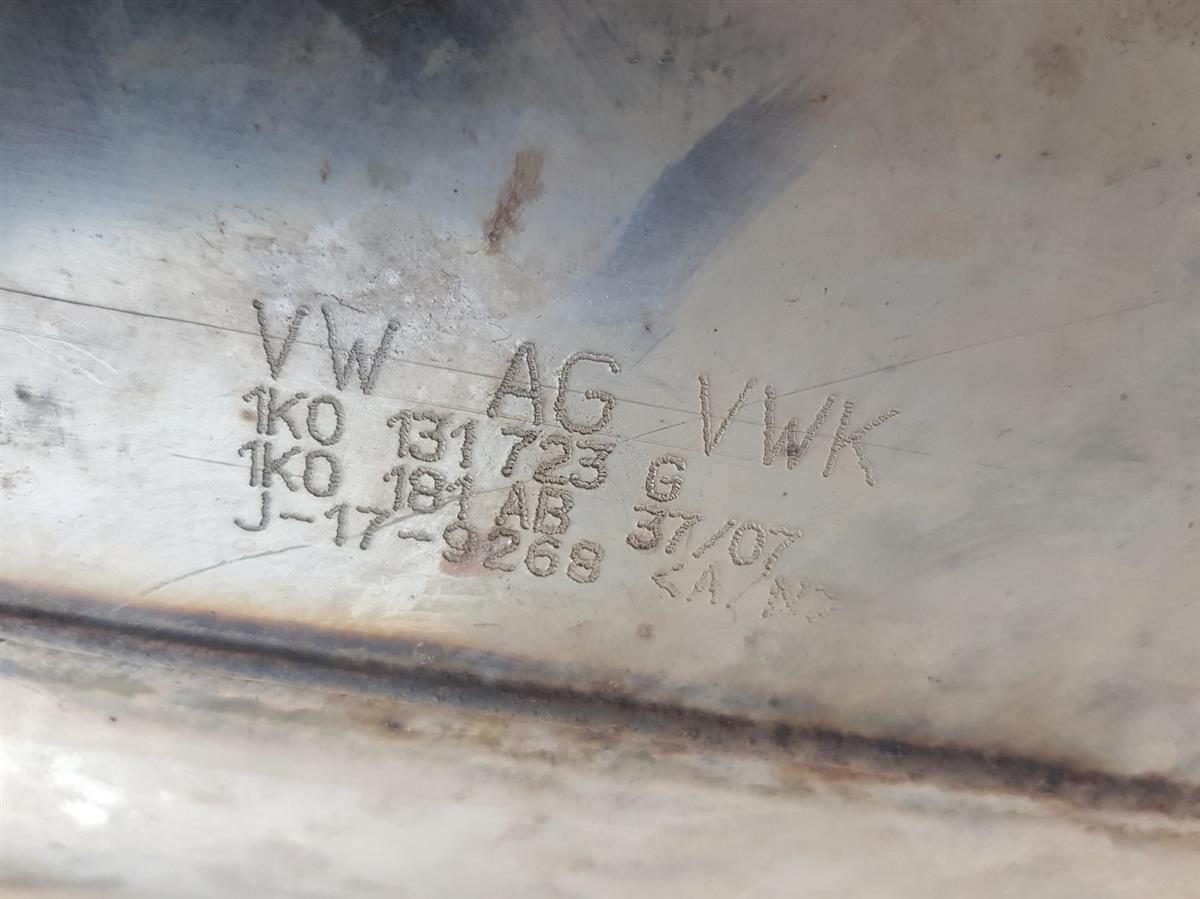 VW AG VWK
1K0 131 723 G
1K0 181 AB 37/07
J-17-9268 <A/N>